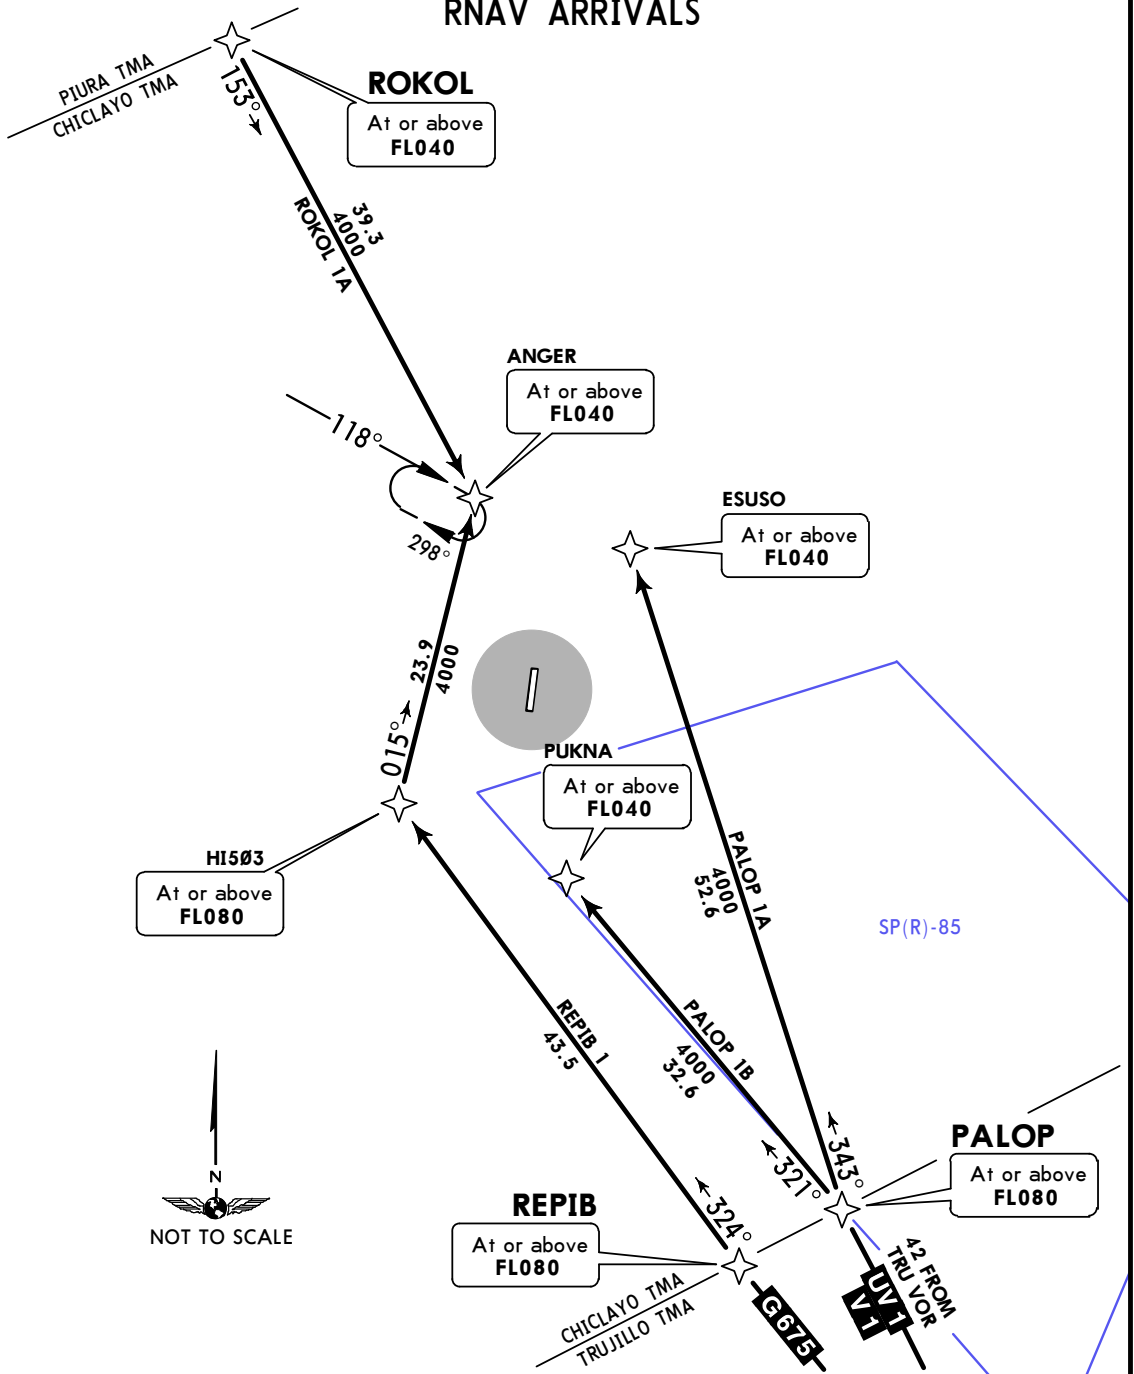 RNAV ARRIVALS
PIURA TMA
CHICLAYO TMA
153°
ROKOL
At or above
FL040
39.3
4000
ROKOL 1A
ANGER
At or above
FL040
118°
298°
ESUSO
At or above
FL040
23.9
4000
015°
PUKNA
At or above
FL040
HI5Ø3
At or above
FL080
PALOP 1A
4000
52.6
SP(R)-85
REPIB 1
43.5
PALOP 1B
4000
32.6
N
NOT TO SCALE
343°
321°
324°
PALOP
At or above
FL080
REPIB
At or above
FL080
CHICLAYO TMA
TRUJILLO TMA
G675
UV1
V1
42 FROM
TRU VOR